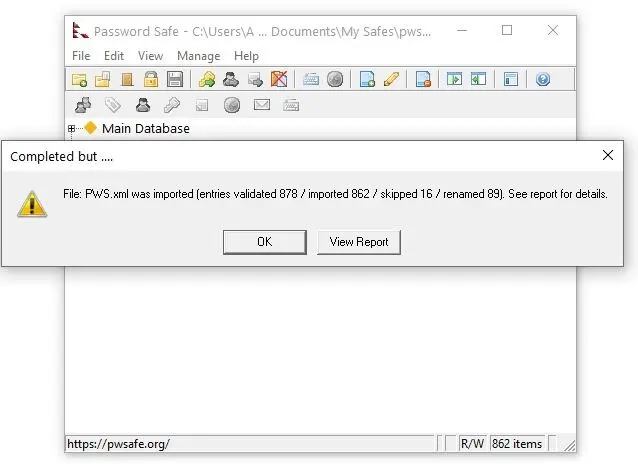 Password Safe - C:\Users\A ... Documents\My Safes\pws...
File Edit View Manage Help
Main Database
Completed but ....
File: PWS.xml was imported (entries validated 878 / imported 862 / skipped 16 / renamed 89). See report for details.
OK View Report
https://pwsafe.org/ R/W 862 items